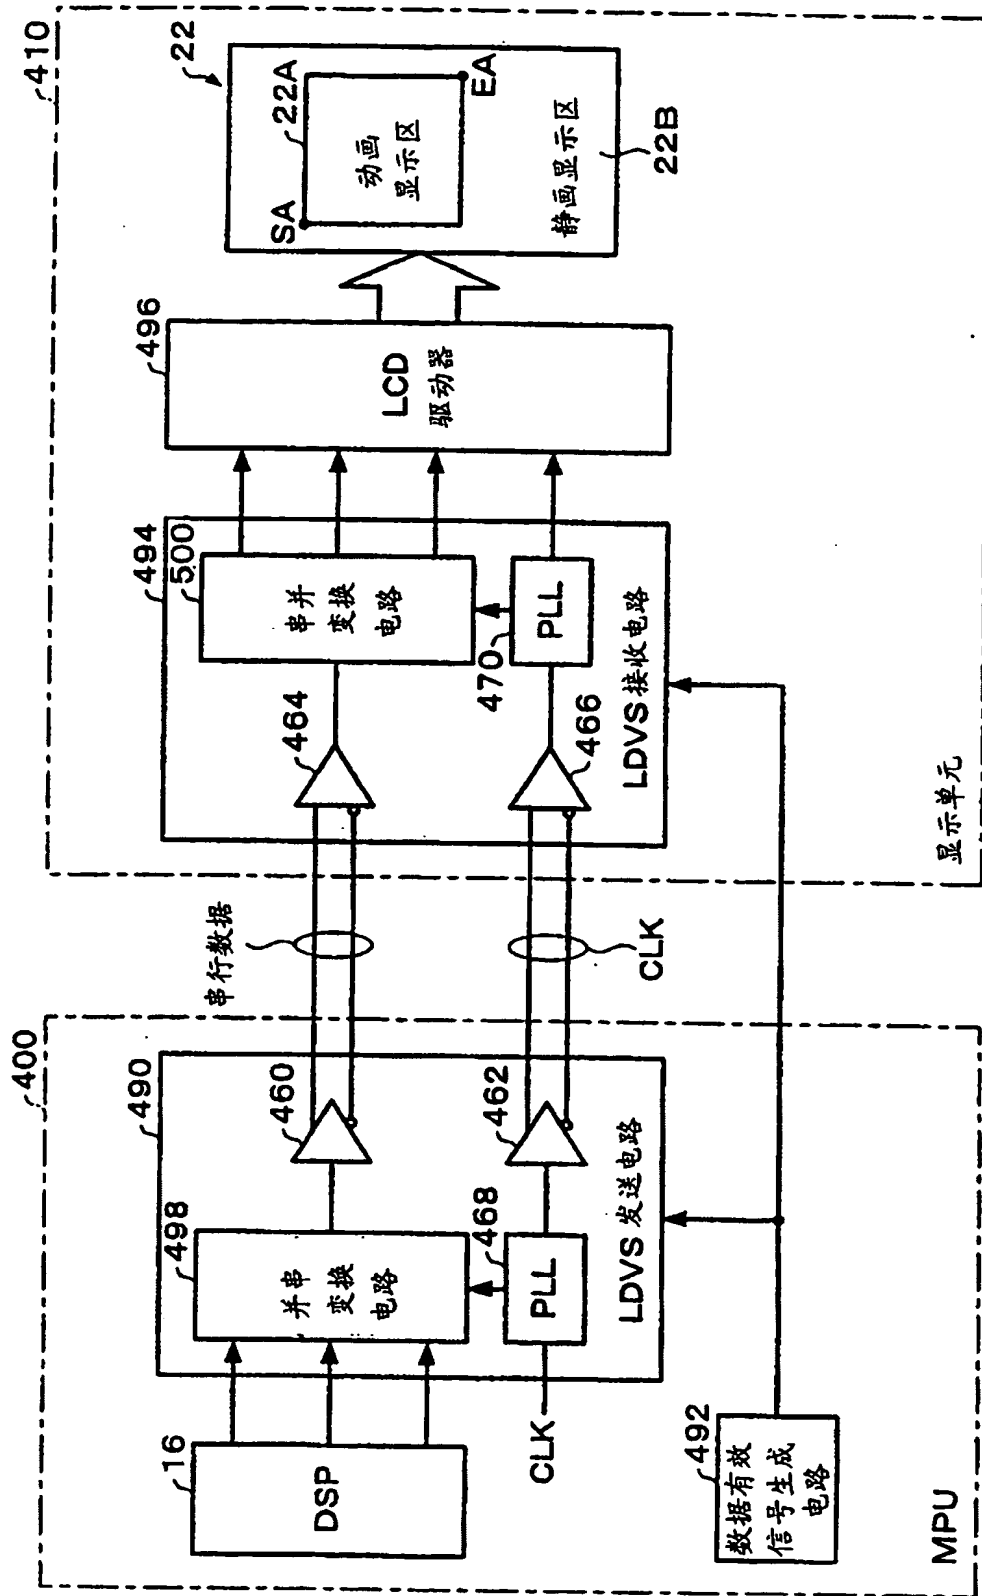 400
490
16
DSP
498
并串
变换
电路
460
468
PLL
462
CLK
LDVS 发送电路
492
数据有效
信号生成
电路
MPU
串行数据
CLK
410
494
464
500
串并
变换
电路
470
PLL
466
LDVS 接收电路
496
LCD
驱动器
22
SA
22A
动画
显示区
EA
静画显示区
22B
显示单元